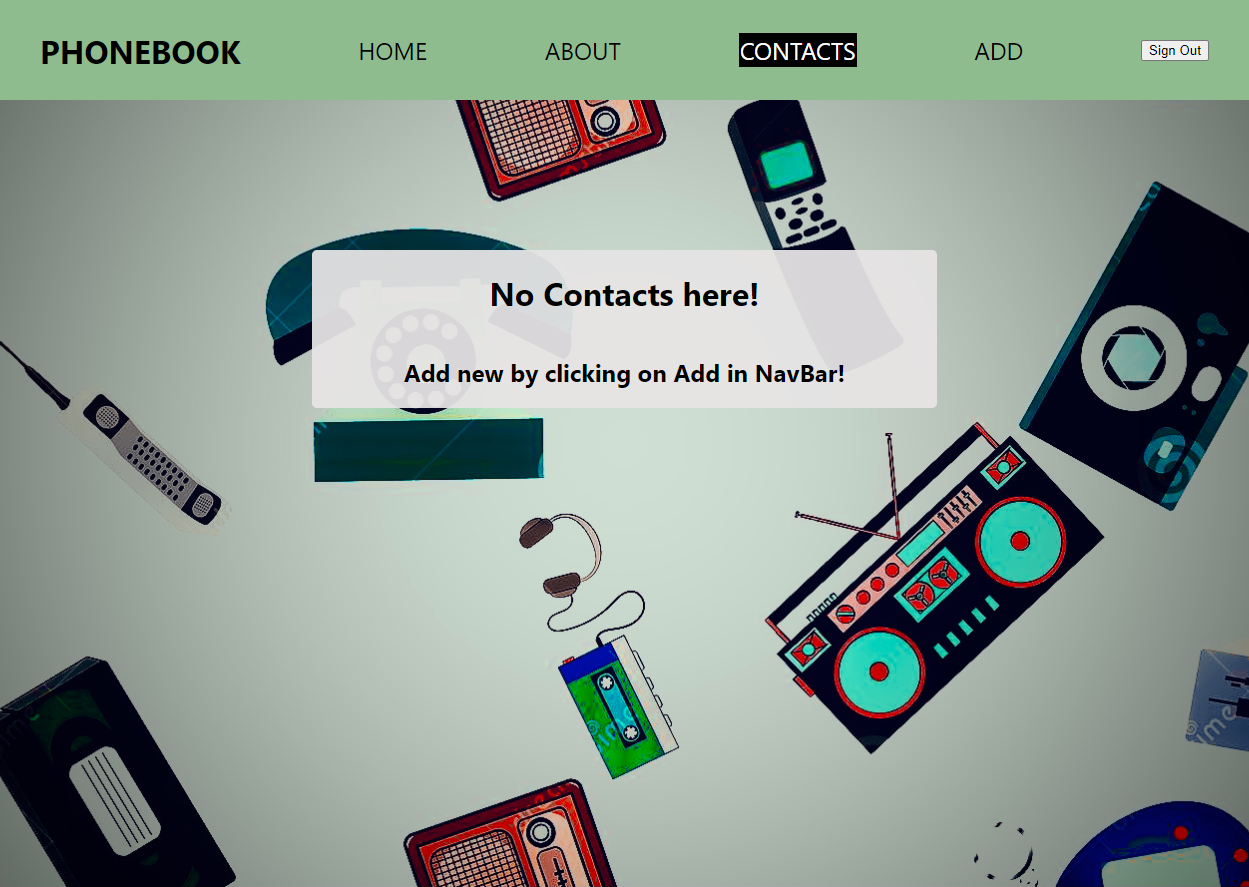 PHONEBOOK HOME ABOUT CONTACTS ADD Sign Out
No Contacts here!
Add new by clicking on Add in NavBar!